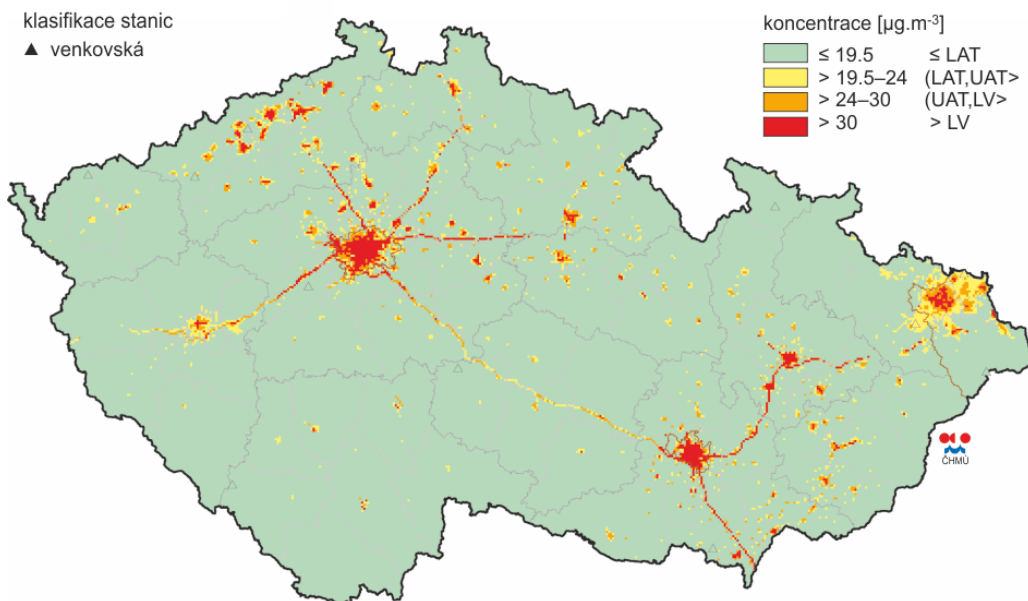 klasifikace stanic
▲ venkovská
koncentrace [µg.m⁻³]
≤ 19.5 ≤ LAT
> 19.5–24 (LAT,UAT>
> 24–30 (UAT,LV>
> 30 > LV
ČHMÚ